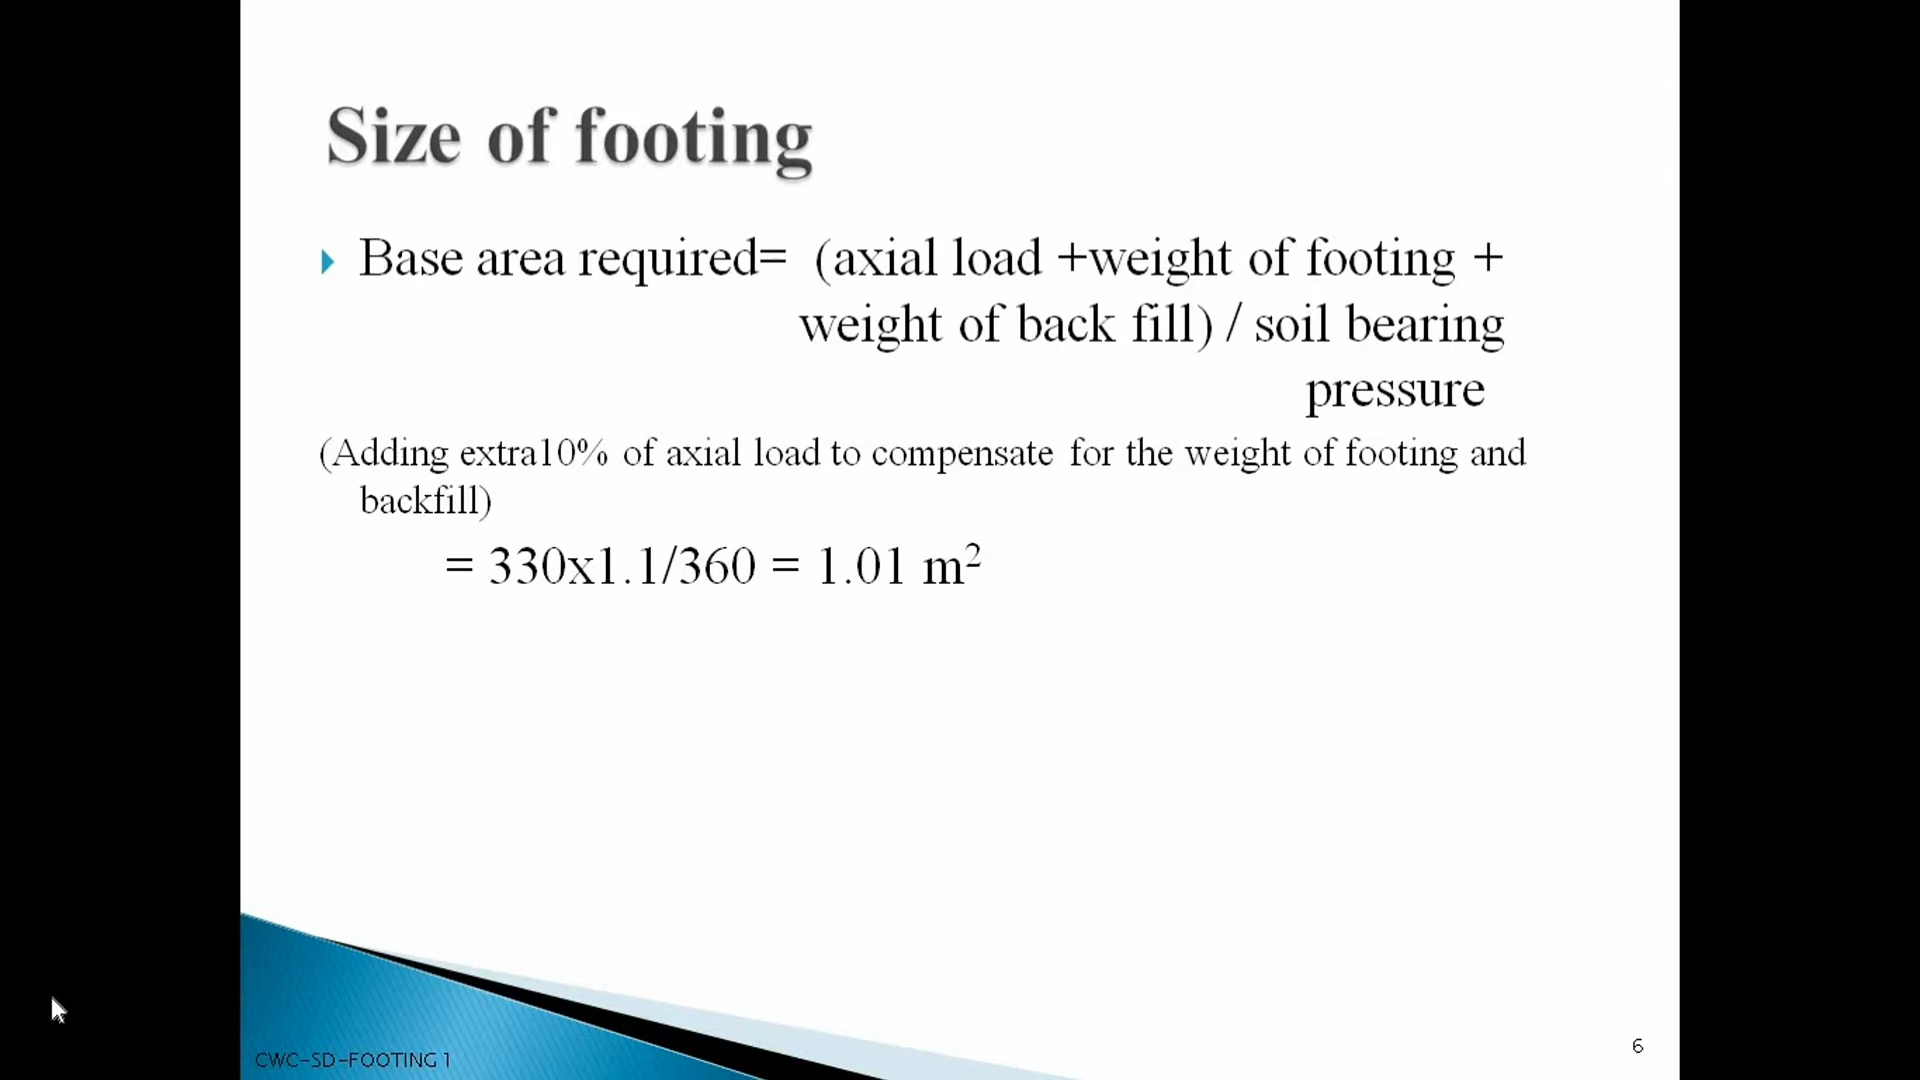 Size of footing
Base area required= (axial load +weight of footing +
weight of back fill) / soil bearing
pressure
(Adding extra10% of axial load to compensate for the weight of footing and
backfill)
= 330x1.1/360 = 1.01 m²
CWC-SD-FOOTING 1
6